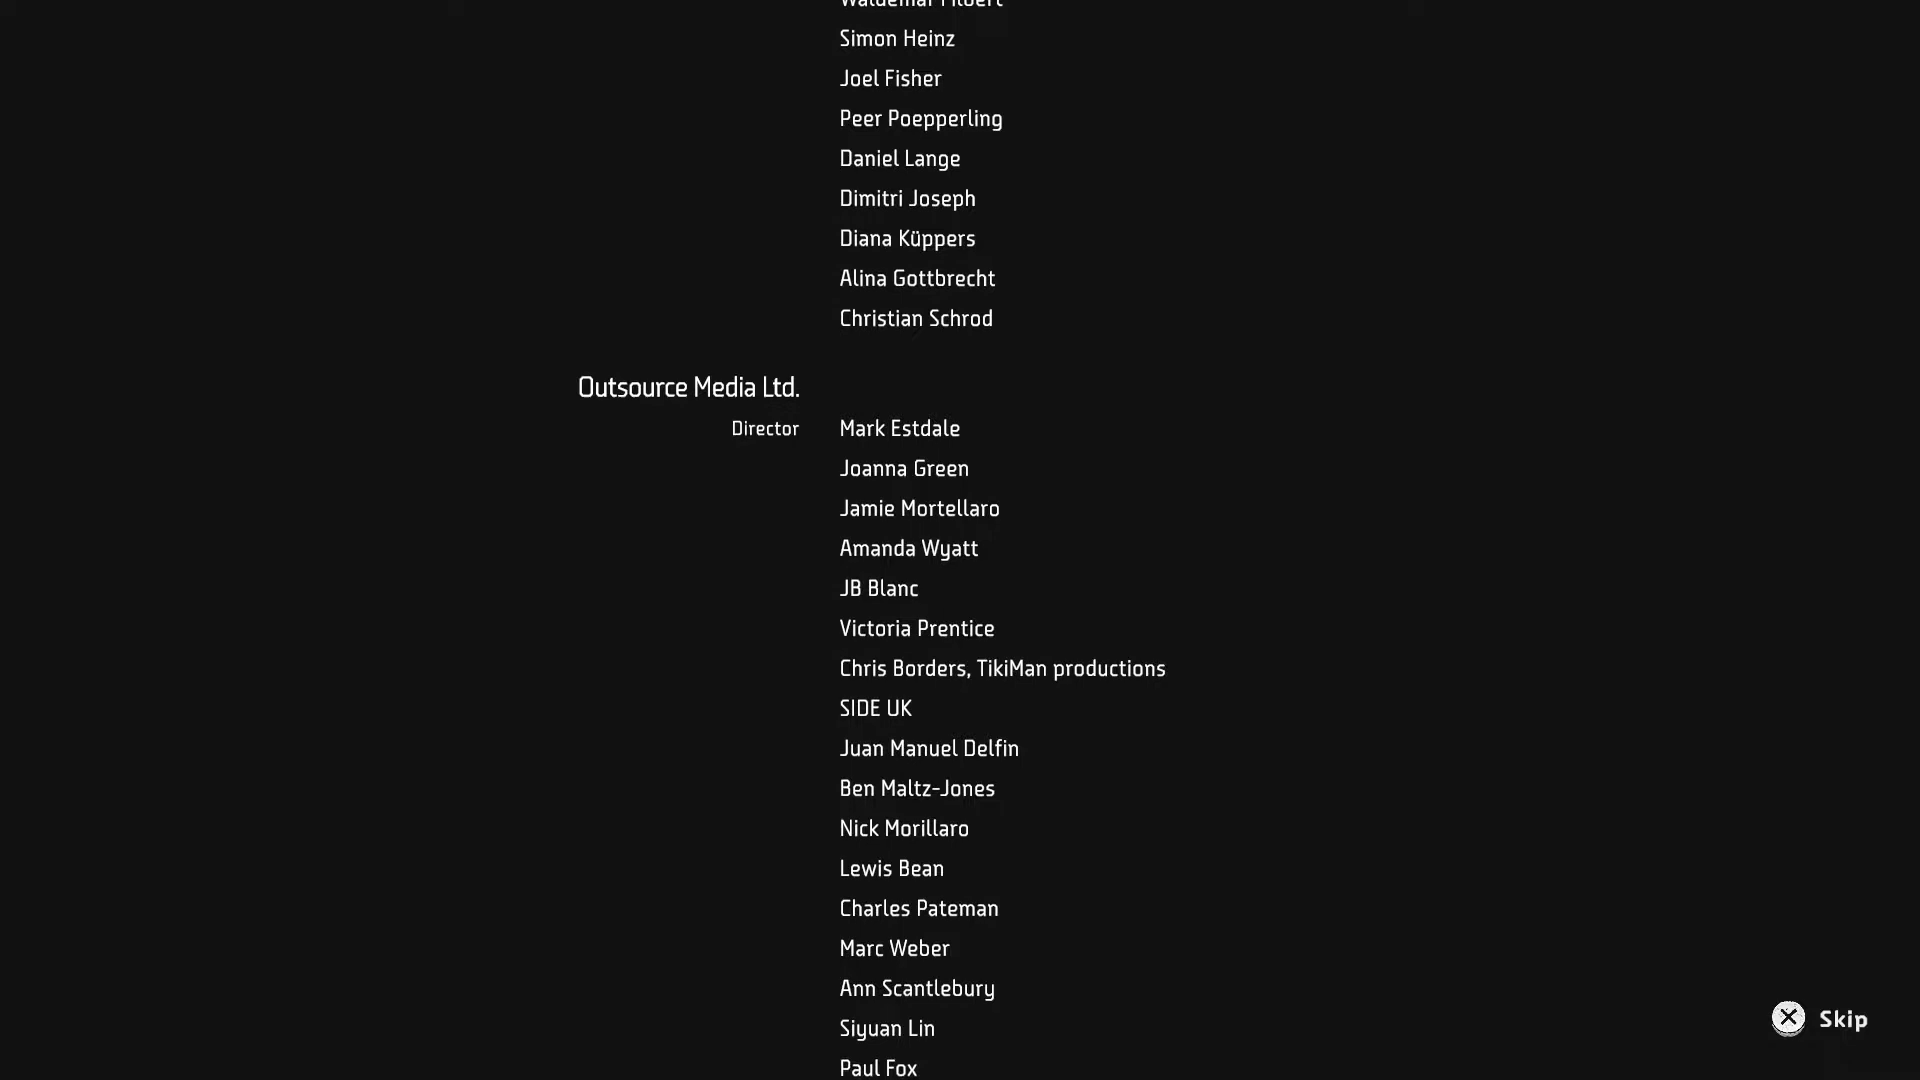 Simon Heinz
Joel Fisher
Peer Poepperling
Daniel Lange
Dimitri Joseph
Diana Küppers
Alina Gottbrecht
Christian Schrod
Outsource Media Ltd.
Director Mark Estdale
Joanna Green
Jamie Mortellaro
Amanda Wyatt
JB Blanc
Victoria Prentice
Chris Borders, TikiMan productions
SIDE UK
Juan Manuel Delfin
Ben Maltz-Jones
Nick Morillaro
Lewis Bean
Charles Pateman
Marc Weber
Ann Scantlebury
Siyuan Lin
Paul Fox
Skip